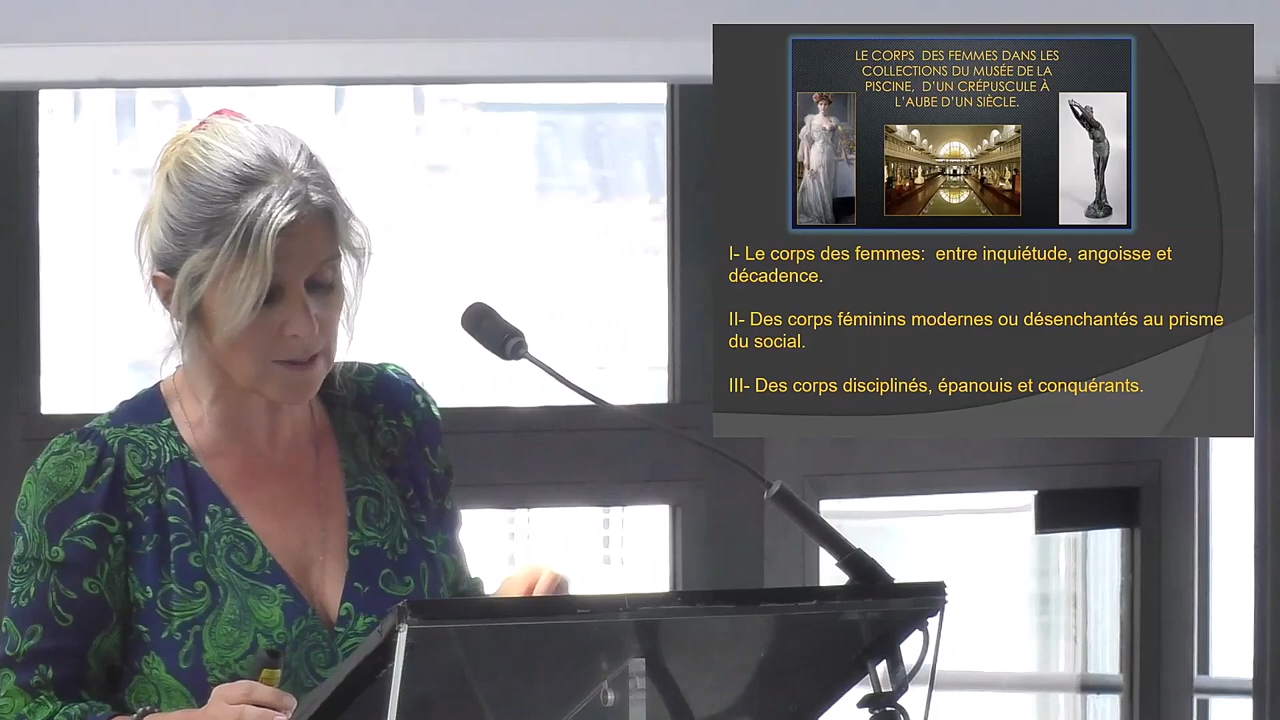 LE CORPS DES FEMMES DANS LES
COLLECTIONS DU MUSÉE DE LA
PISCINE, D'UN CRÉPUSCULE À
L'AUBE D'UN SIÈCLE.
I- Le corps des femmes: entre inquiétude, angoisse et
décadence.
II- Des corps féminins modernes ou désenchantés au prisme
du social.
III- Des corps disciplinés, épanouis et conquérants.